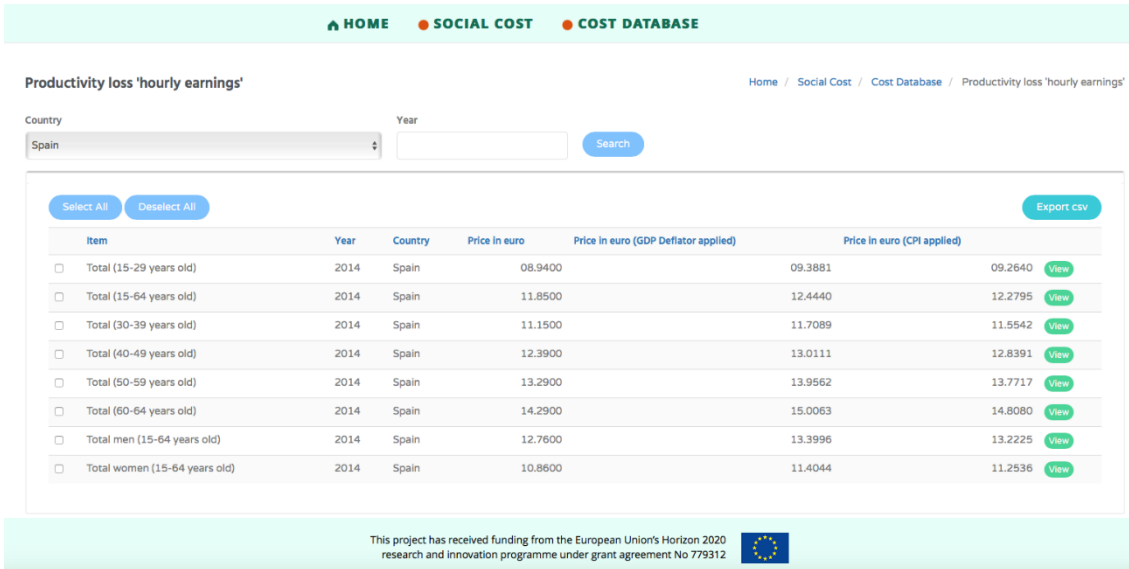 HOME SOCIAL COST COST DATABASE
Productivity loss 'hourly earnings'
Home / Social Cost / Cost Database / Productivity loss 'hourly earnings'
Country Year
Spain Search
Select All Deselect All Export csv
Item Year Country Price in euro Price in euro (GDP Deflator applied) Price in euro (CPI applied)
Total (15-29 years old) 2014 Spain 08.9400 09.3881 09.2640 View
Total (15-64 years old) 2014 Spain 11.8500 12.4440 12.2795 View
Total (30-39 years old) 2014 Spain 11.1500 11.7089 11.5542 View
Total (40-49 years old) 2014 Spain 12.3900 13.0111 12.8391 View
Total (50-59 years old) 2014 Spain 13.2900 13.9562 13.7717 View
Total (60-64 years old) 2014 Spain 14.2900 15.0063 14.8080 View
Total men (15-64 years old) 2014 Spain 12.7600 13.3996 13.2225 View
Total women (15-64 years old) 2014 Spain 10.8600 11.4044 11.2536 View
This project has received funding from the European Union's Horizon 2020
research and innovation programme under grant agreement No 779312